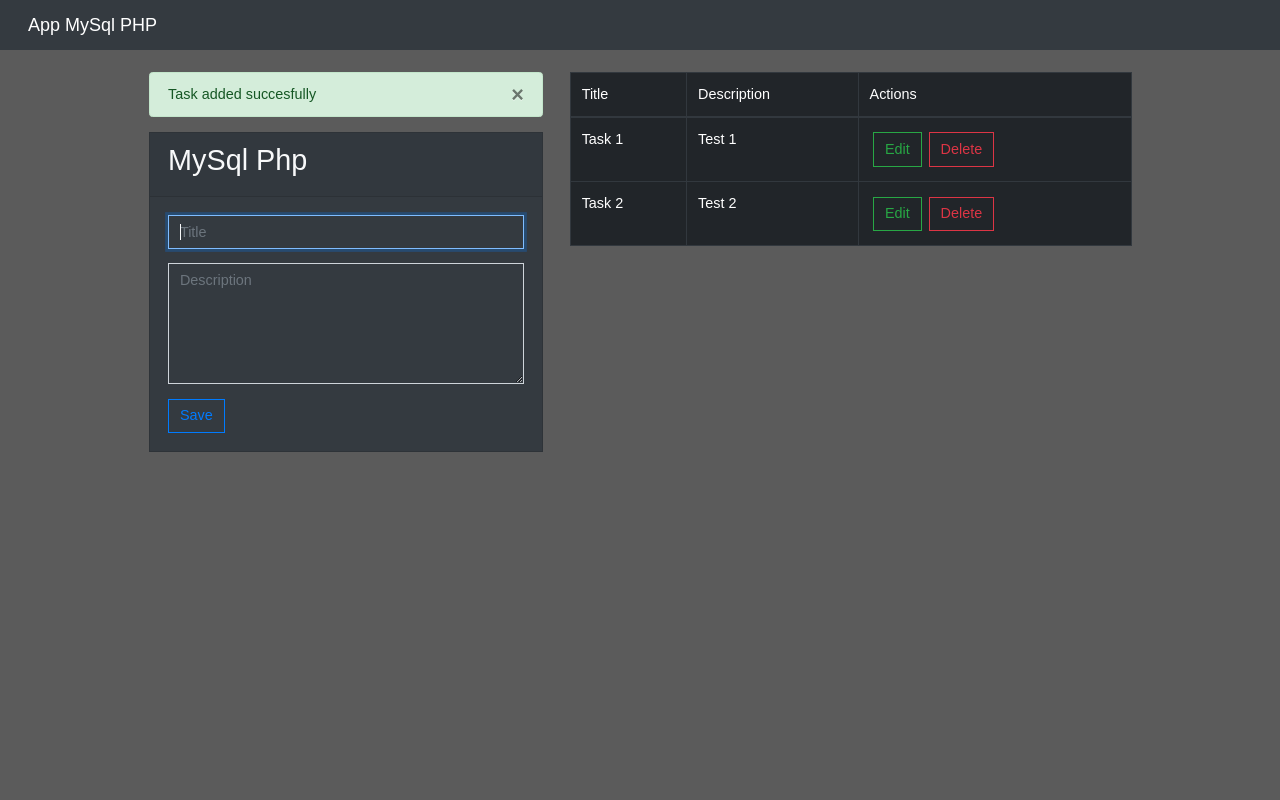 App MySql PHP
Task added succesfully ×
MySql Php
Title
Description
Save
Title Description Actions
Task 1 Test 1 Edit Delete
Task 2 Test 2 Edit Delete